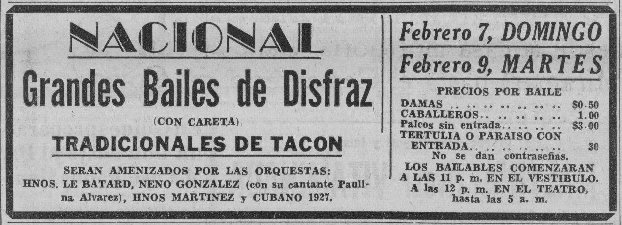 NACIONAL
Grandes Bailes de Disfraz
(CON CARETA)
TRADICIONALES DE TACON
SERAN AMENIZADOS POR LAS ORQUESTAS:
HNOS. LE BATARD, NENO GONZALEZ (con su cantante Pauli-
na Alvarez), HNOS MARTINEZ y CUBANO 1927.
Febrero 7, DOMINGO
Febrero 9, MARTES
PRECIOS POR BAILE
DAMAS .. .. .. .. .. .. .. $0.50
CABALLEROS .. .. .. .. .. 1.00
Palcos sin entrada .. .. .. .. $3.00
TERTULIA O PARAISO CON
ENTRADA .. .. .. .. .. .. 30
No se dan contraseñas.
LOS BAILABLES COMENZARAN
A LAS 11 p. m. EN EL VESTIBULO.
A las 12 p. m. EN EL TEATRO,
hasta las 5 a. m.